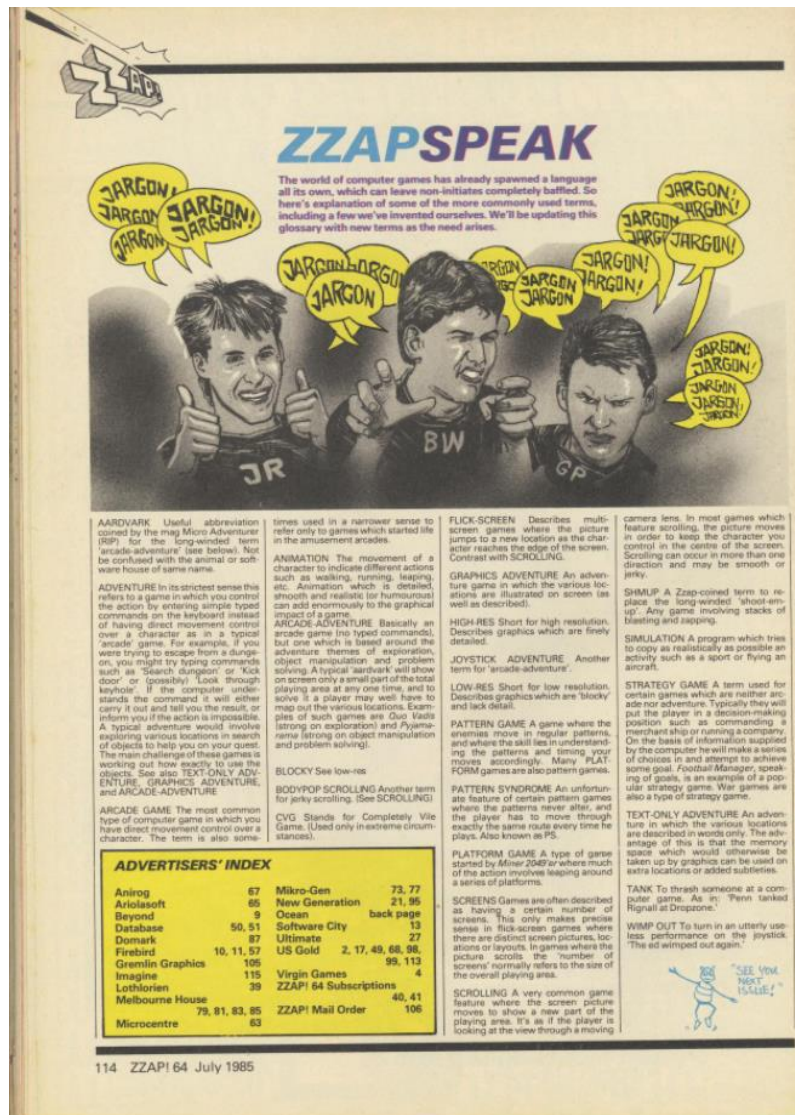 ZZAP!
ZZAPSPEAK
The world of computer games has already spawned a language
all its own, which can leave non-initiates completely baffled. So
here's explanation of some of the more commonly used terms,
including a few we've invented ourselves. We'll be updating this
glossary with new terms as the need arises.
JARGON!
JARGON!
JARGON
JARGON!
JARGON!
JARGON
JARGON
JARGON
JARGON
JARGON
JARGON
JARGON
JARGON!
JARGON!
JARGON!
JARGON!
JARGON
JARGON!
JARGON!
JARGON!
JARGON!
JARGON
JARGON,
JARGON!
JR
BW
GP
AARDVARK Useful abbreviation
coined by the mag Micro Adventurer
(RIP) for the long-winded term
'arcade-adventure' (see below). Not
be confused with the animal or soft-
ware house of same name.
ADVENTURE In its strictest sense this
refers to a game in which you control
the action by entering simple typed
commands on the keyboard instead
of having direct movement control
over a character as in a typical
'arcade' game. For example, if you
were trying to escape from a dunge-
on, you might try typing commands
such as 'Search dungeon' or 'Kick
door' or (possibly) 'Look through
keyhole'. If the computer under-
stands the command it will either
carry it out and tell you the result, or
inform you if the action is impossible.
A typical adventure would involve
exploring various locations in search
of objects to help you on your quest.
The main challenge of these games is
working out how exactly to use the
objects. See also TEXT-ONLY ADV-
ENTURE, GRAPHICS ADVENTURE,
and ARCADE-ADVENTURE
ARCADE GAME The most common
type of computer game in which you
have direct movement control over a
character. The term is also some-
times used in a narrower sense to
refer only to games which started life
in the amusement arcades.
ANIMATION The movement of a
character to indicate different actions
such as walking, running, leaping,
etc. Animation which is detailed,
smooth and realistic (or humourous)
can add enormously to the graphical
impact of a game.
ARCADE-ADVENTURE Basically an
arcade game (no typed commands),
but one which is based around the
adventure themes of exploration,
object manipulation and problem
solving. A typical 'aardvark' will show
on screen only a small part of the total
playing area at any one time, and to
solve it a player may well have to
map out the various locations. Exam-
ples of such games are Quo Vadis
(strong on exploration) and Pyjama-
rama (strong on object manipulation
and problem solving).
BLOCKY See low-res
BODYPOP SCROLLING Another term
for jerky scrolling. (See SCROLLING)
CVG Stands for Completely Vile
Game. (Used only in extreme circum-
stances).
FLICK-SCREEN Describes multi-
screen games where the picture
jumps to a new location as the char-
acter reaches the edge of the screen.
Contrast with SCROLLING.
GRAPHICS ADVENTURE An adven-
ture game in which the various loc-
ations are illustrated on screen (as
well as described).
HIGH-RES Short for high resolution.
Describes graphics which are finely
detailed.
JOYSTICK ADVENTURE Another
term for 'arcade-adventure'.
LOW-RES Short for low resolution.
Describes graphics which are 'blocky'
and lack detail.
PATTERN GAME A game where the
enemies move in regular patterns,
and where the skill lies in understand-
ing the patterns and timing your
moves accordingly. Many PLAT-
FORM games are also pattern games.
PATTERN SYNDROME An unfortun-
ate feature of certain pattern games
where the patterns never alter, and
the player has to move through
exactly the same route every time he
plays. Also known as PS.
PLATFORM GAME A type of game
started by Miner 2049'er where much
of the action involves leaping around
a series of platforms.
SCREENS Games are often described
as having a certain number of
screens. This only makes precise
sense in flick-screen games where
there are distinct screen pictures, loc-
ations or layouts. In games where the
picture scrolls the 'number of
screens' normally refers to the size of
the overall playing area.
SCROLLING A very common game
feature where the screen picture
moves to show a new part of the
playing area. It's as if the player is
looking at the view through a moving
camera lens. In most games which
feature scrolling, the picture moves
in order to keep the character you
control in the centre of the screen.
Scrolling can occur in more than one
direction and may be smooth or
jerky.
SHMUP A Zzap-coined term to re-
place the long-winded 'shoot-em-
up'. Any game involving stacks of
blasting and zapping.
SIMULATION A program which tries
to copy as realistically as possible an
activity such as a sport or flying an
aircraft.
STRATEGY GAME A term used for
certain games which are neither arc-
ade nor adventure. Typically they will
put the player in a decision-making
position such as commanding a
merchant ship or running a company.
On the basis of information supplied
by the computer he will make a series
of choices in and attempt to achieve
some goal. Football Manager, speak-
ing of goals, is an example of a pop-
ular strategy game. War games are
also a type of strategy game.
TEXT-ONLY ADVENTURE An adven-
ture in which the various locations
are described in words only. The adv-
antage of this is that the memory
space which would otherwise be
taken up by graphics can be used on
extra locations or added subtleties.
TANK To thrash someone at a com-
puter game. As in: 'Penn tanked
Rignall at Dropzone.'
WIMP OUT To turn in an utterly use-
less performance on the joystick.
'The ed wimped out again.'
"SEE YOU
NEXT
ISSUE!"
ADVERTISERS' INDEX
Anirog 67
Ariolasoft 65
Beyond 9
Database 50, 51
Domark 87
Firebird 10, 11, 57
Gremlin Graphics 105
Imagine 115
Lothlorien 39
Melbourne House
79, 81, 83, 85
Microcentre 63
Mikro-Gen 73, 77
New Generation 21, 95
Ocean back page
Software City 13
Ultimate 27
US Gold 2, 17, 49, 68, 98,
99, 113
Virgin Games 4
ZZAP! 64 Subscriptions
40, 41
ZZAP! Mail Order 106
114 ZZAP! 64 July 1985